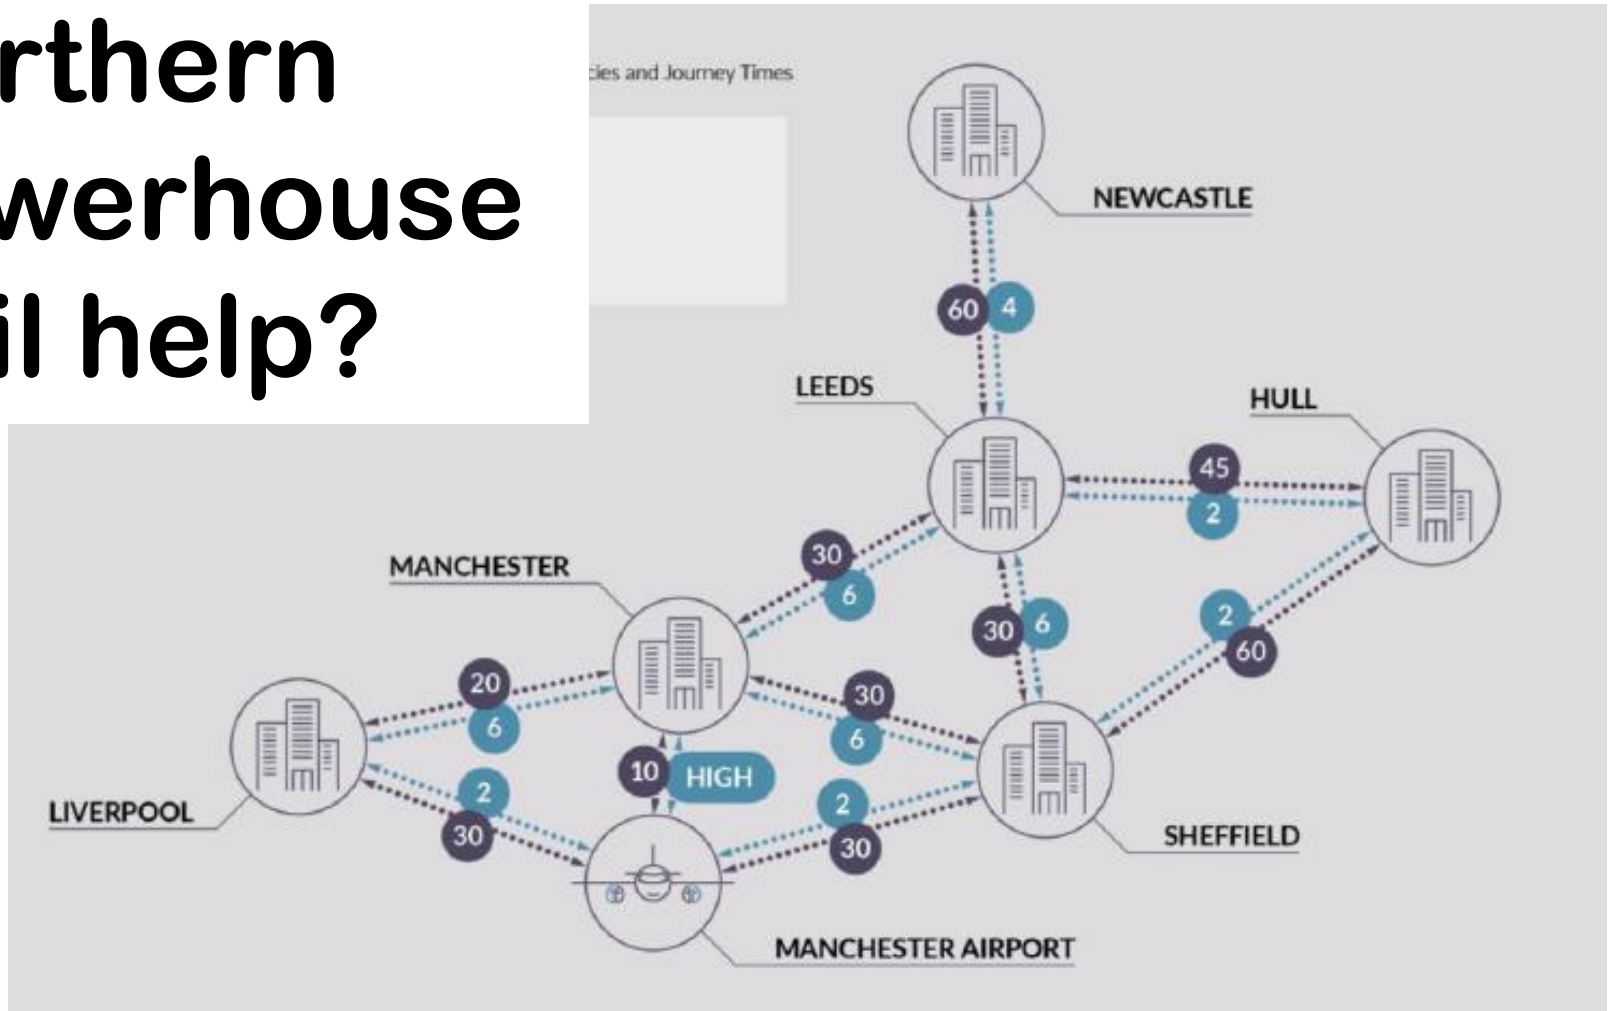 rthern
werhouse
il help?
cies and Journey Times
NEWCASTLE
60 4
LEEDS
HULL
45
2
MANCHESTER
30
6
30 6
2
60
20
6
30
6
10 HIGH
LIVERPOOL
2
30
2
30
SHEFFIELD
MANCHESTER AIRPORT